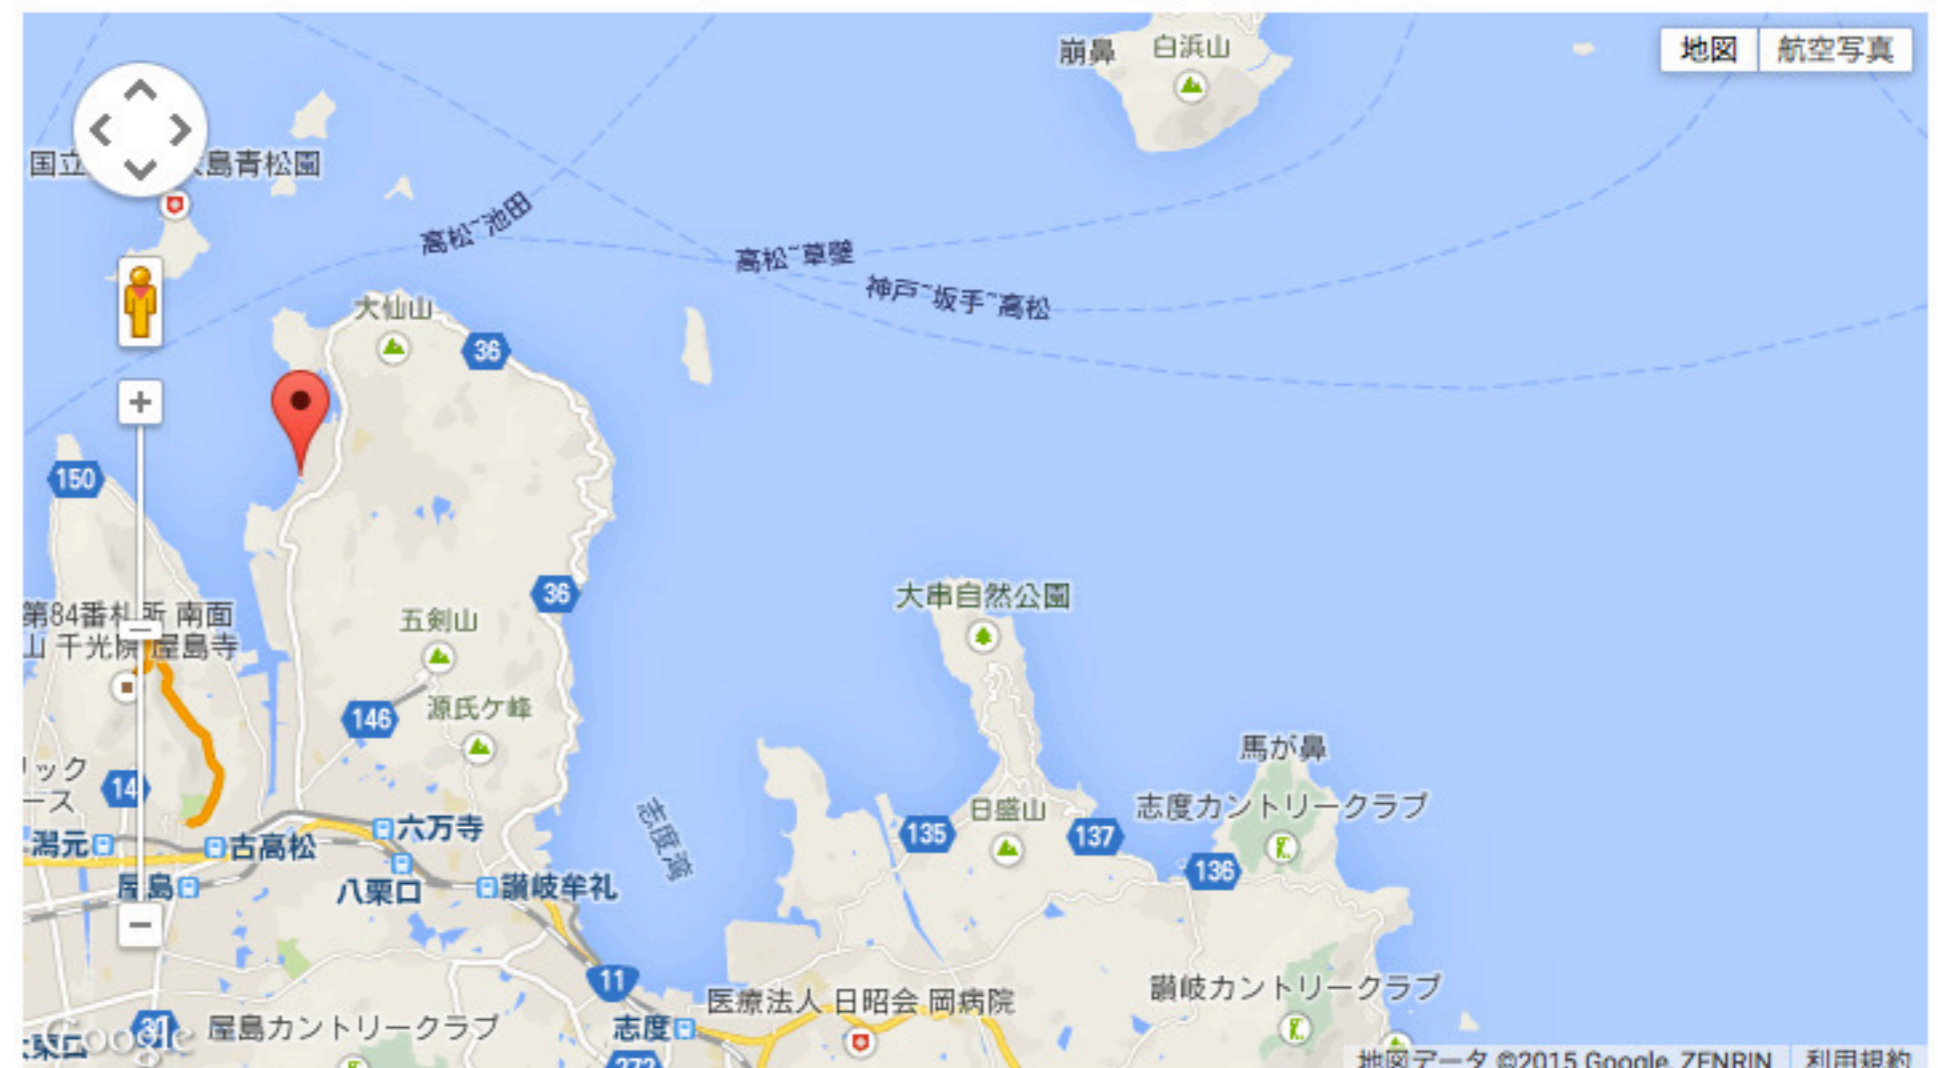 崩鼻
白浜山
地図
航空写真
国立
島青松園
高松~池田
高松~草壁
神戸~坂手~高松
大仙山
36
150
36
大串自然公園
第84番札所 南面
山 千光院 屋島寺
五剣山
146
源氏ケ峰
馬が鼻
リック
ース
14
志度湾
日盛山
志度カントリークラブ
135
137
136
潟元
古高松
六万寺
屋島
八栗口
讃岐牟礼
11
医療法人 日昭会 岡病院
讃岐カントリークラブ
Google
屋島カントリークラブ
志度
272
地図データ ©2015 Google, ZENRIN
利用規約